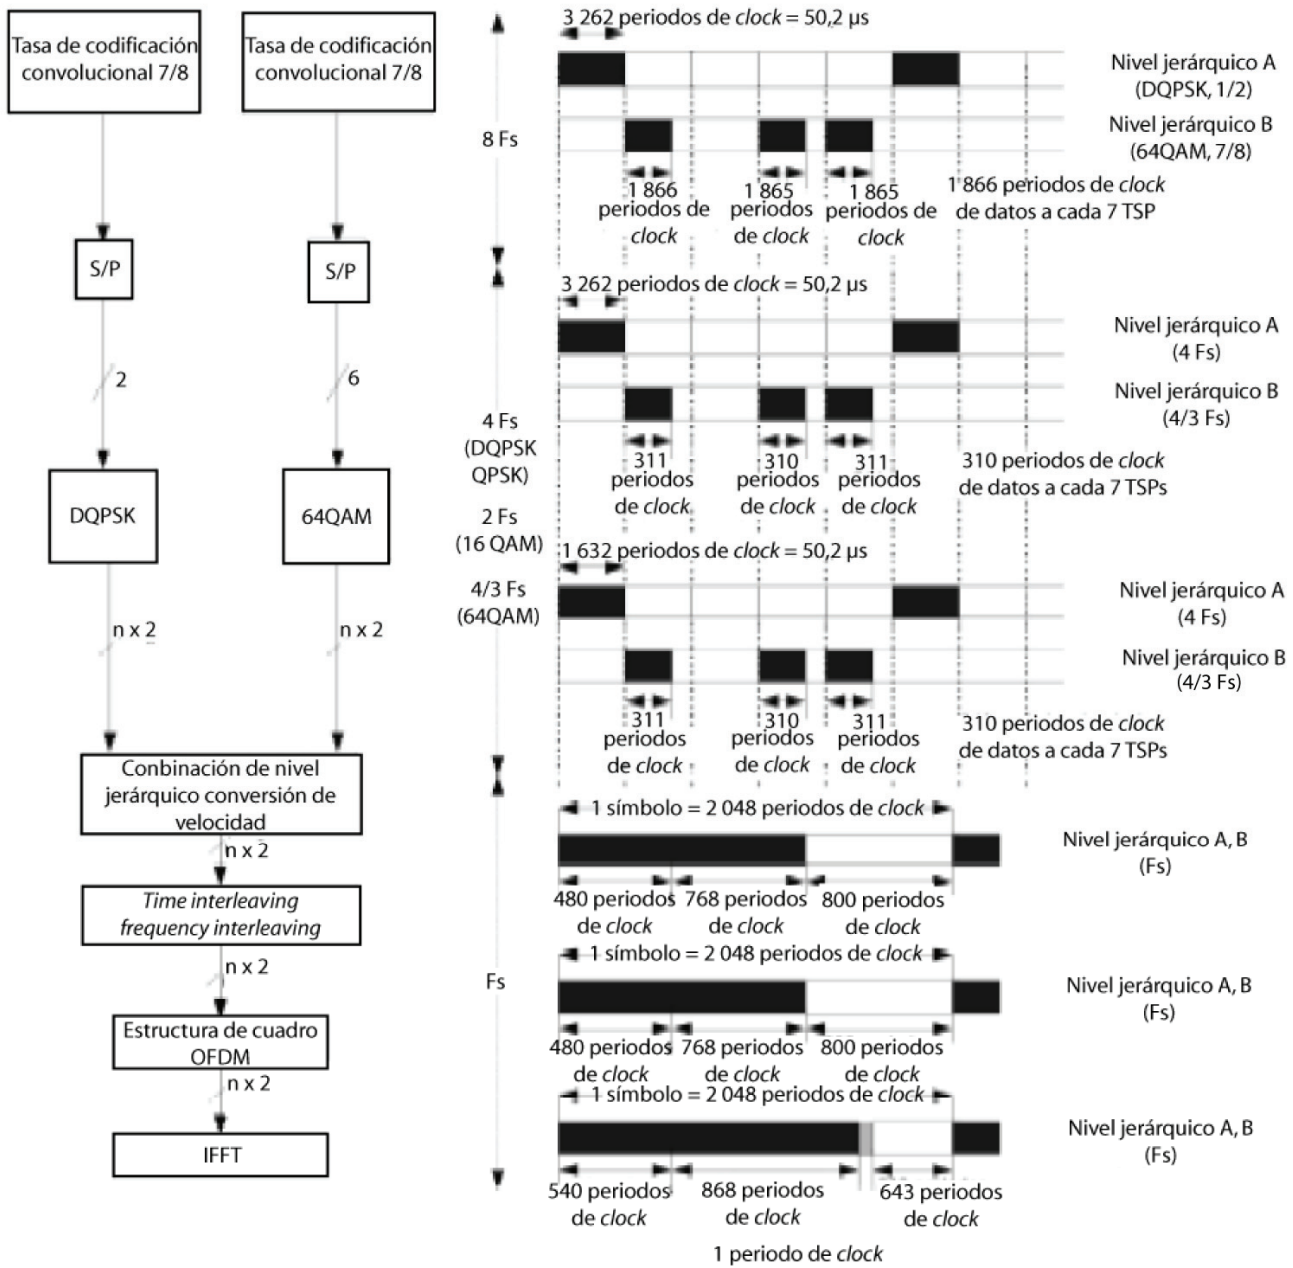 Tasa de codificación
convolucional 7/8
Tasa de codificación
convolucional 7/8
S/P
S/P
2
6
DQPSK
64QAM
n x 2
n x 2
Conbinación de nivel
jerárquico conversión de
velocidad
n x 2
Time interleaving
frequency interleaving
n x 2
Estructura de cuadro
OFDM
n x 2
IFFT
8 Fs
4 Fs
(DQPSK
QPSK)
2 Fs
(16 QAM)
4/3 Fs
(64QAM)
Fs
3 262 periodos de clock = 50,2 µs
Nivel jerárquico A
(DQPSK, 1/2)
Nivel jerárquico B
(64QAM, 7/8)
1 866
periodos de
clock
1 865
periodos
de clock
1 865
periodos de
clock
1 866 periodos de clock
de datos a cada 7 TSP
3 262 periodos de clock = 50,2 µs
Nivel jerárquico A
(4 Fs)
Nivel jerárquico B
(4/3 Fs)
311
periodos
de clock
310
periodos
de clock
311
periodos
de clock
310 periodos de clock
de datos a cada 7 TSPs
1 632 periodos de clock = 50,2 µs
Nivel jerárquico A
(4 Fs)
Nivel jerárquico B
(4/3 Fs)
311
periodos
de clock
310
periodos
de clock
311
periodos
de clock
310 periodos de clock
de datos a cada 7 TSPs
1 símbolo = 2 048 periodos de clock
Nivel jerárquico A, B
(Fs)
480 periodos
de clock
768 periodos
de clock
800 periodos
de clock
1 símbolo = 2 048 periodos de clock
Nivel jerárquico A, B
(Fs)
480 periodos
de clock
768 periodos
de clock
800 periodos
de clock
1 símbolo = 2 048 periodos de clock
Nivel jerárquico A, B
(Fs)
540 periodos
de clock
868 periodos
de clock
643 periodos
de clock
1 periodo de clock